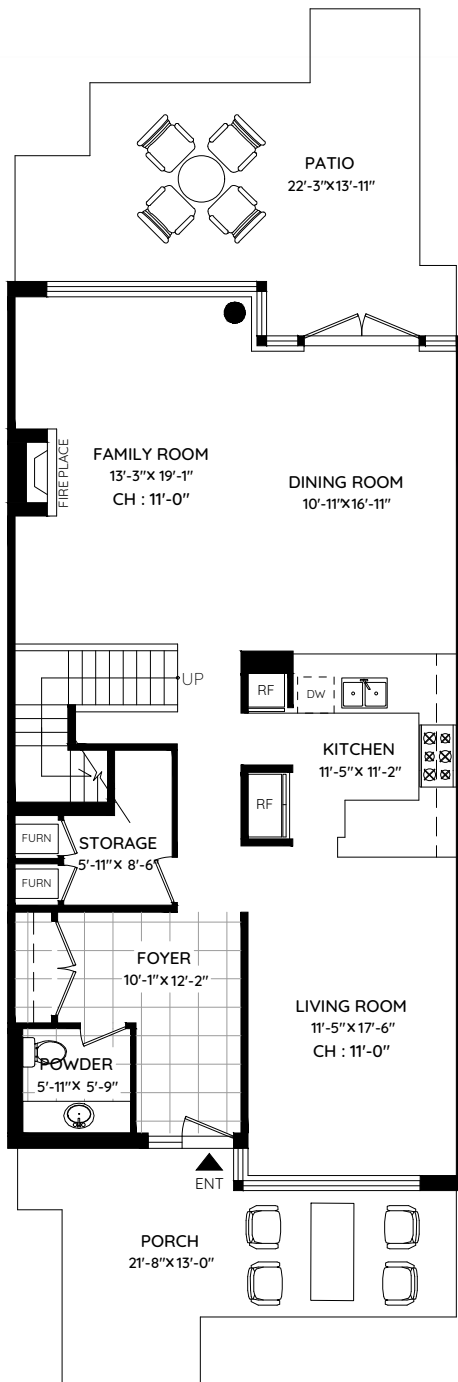 PATIO
22'-3"X13'-11"
FAMILY ROOM
13'-3"X 19'-1"
CH : 11'-0"
FIRE PLACE
DINING ROOM
10'-11"X16'-11"
UP
RF
DW
KITCHEN
11'-5"X 11'-2"
RF
FURN
STORAGE
5'-11"X 8'-6"
FURN
FOYER
10'-1"X12'-2"
LIVING ROOM
11'-5"X17'-6"
CH : 11'-0"
POWDER
5'-11"X 5'-9"
ENT
PORCH
21'-8"X13'-0"